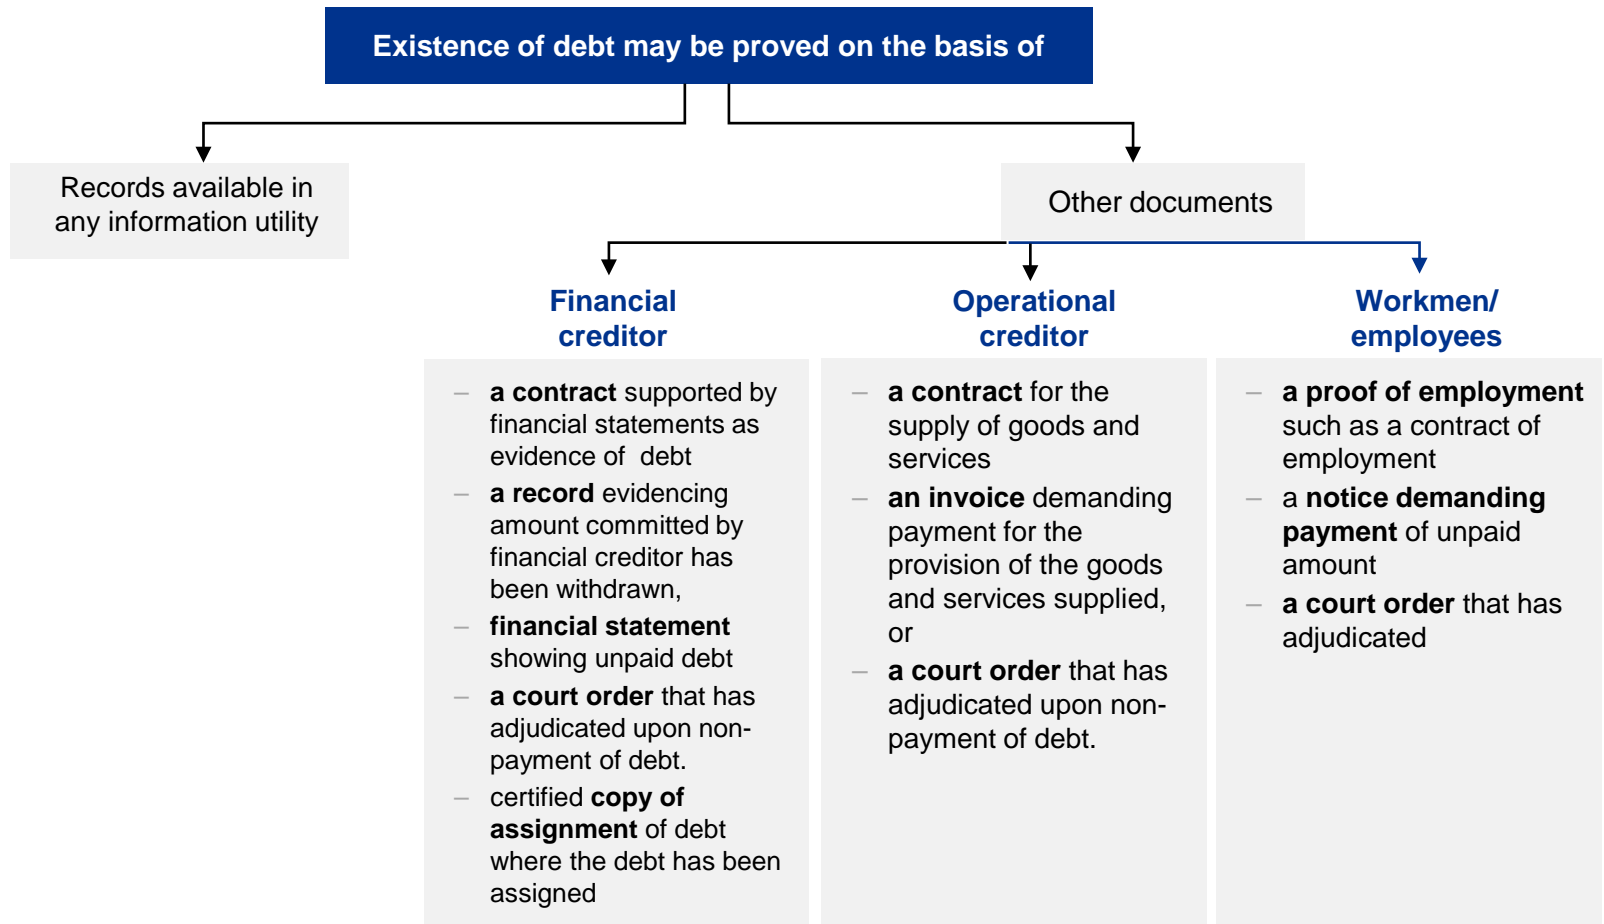 Existence of debt may be proved on the basis of
Records available in
any information utility
Other documents
Financial
creditor
– a contract supported by
financial statements as
evidence of  debt
– a record evidencing
amount committed by
financial creditor has
been withdrawn,
– financial statement
showing unpaid debt
– a court order that has
adjudicated upon non-
payment of debt.
– certified copy of
assignment of debt
where the debt has been
assigned
Operational
creditor
– a contract for the
supply of goods and
services
– an invoice demanding
payment for the
provision of the goods
and services supplied,
or
– a court order that has
adjudicated upon non-
payment of debt.
Workmen/
employees
– a proof of employment
such as a contract of
employment
– a notice demanding
payment of unpaid
amount
– a court order that has
adjudicated